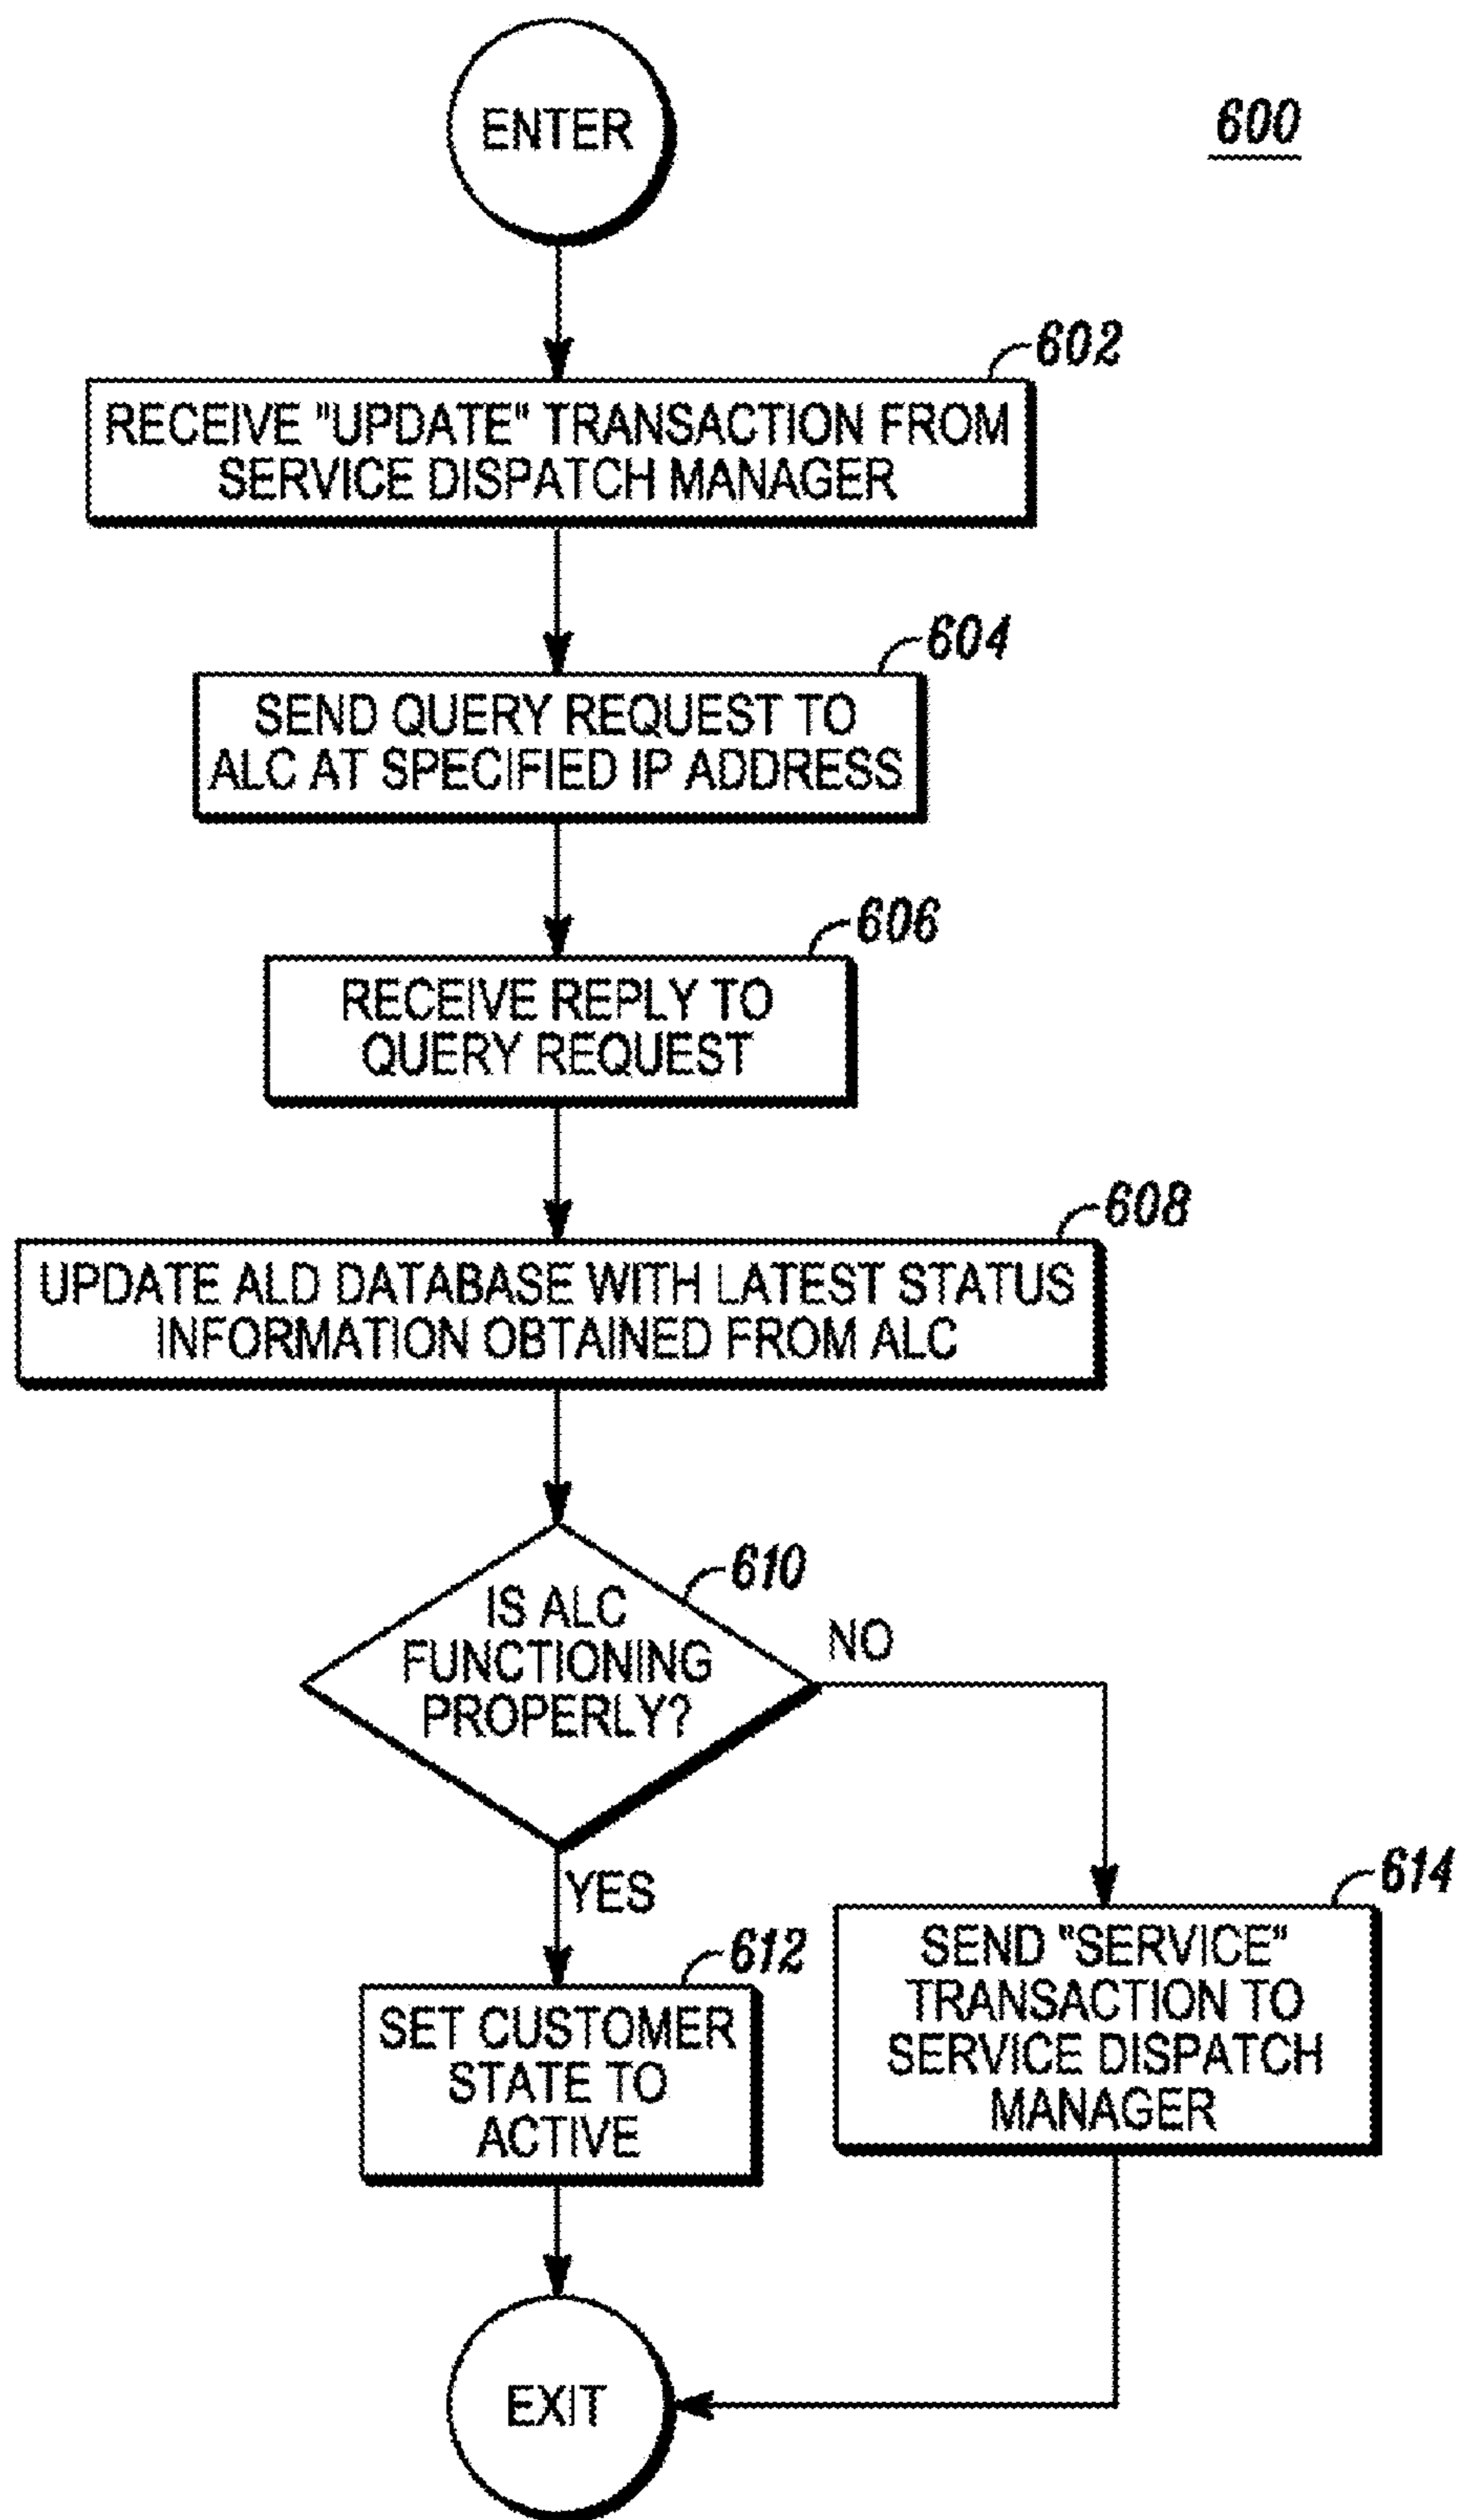 ENTER
600
602
RECEIVE "UPDATE" TRANSACTION FROM
SERVICE DISPATCH MANAGER
604
SEND QUERY REQUEST TO
ALC AT SPECIFIED IP ADDRESS
606
RECEIVE REPLY TO
QUERY REQUEST
608
UPDATE ALD DATABASE WITH LATEST STATUS
INFORMATION OBTAINED FROM ALC
610
IS ALC
FUNCTIONING
PROPERLY?
NO
YES
612
SET CUSTOMER
STATE TO
ACTIVE
614
SEND "SERVICE"
TRANSACTION TO
SERVICE DISPATCH
MANAGER
EXIT